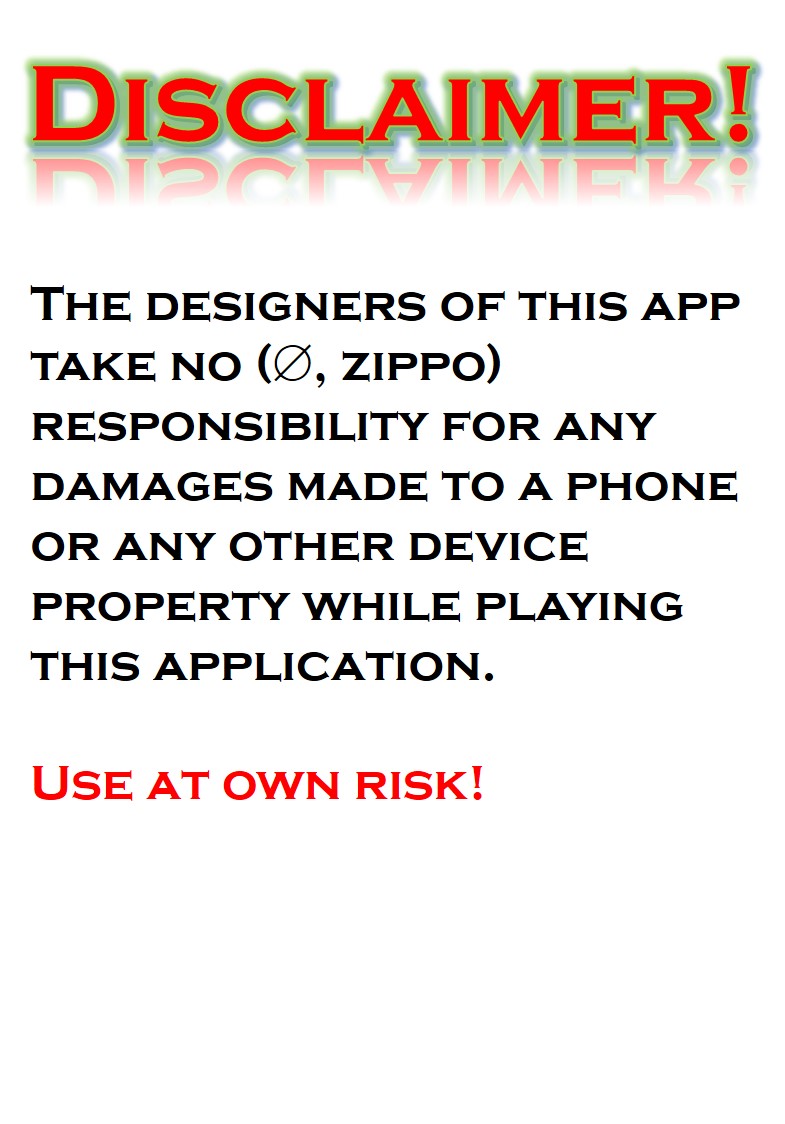 Disclaimer!
The designers of this app
take no (∅, zippo)
responsibility for any
damages made to a phone
or any other device
property while playing
this application.
Use at own risk!